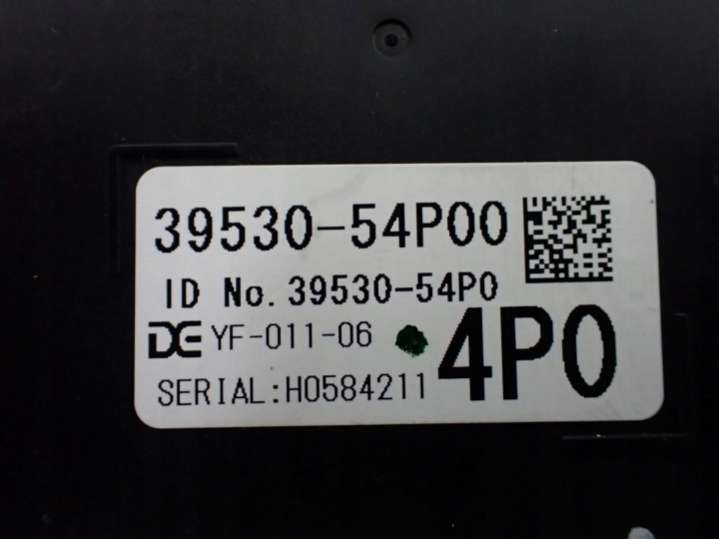 39530-54P00
ID No. 39530-54P0
DE YF-011-06
4P0
SERIAL:H0584211